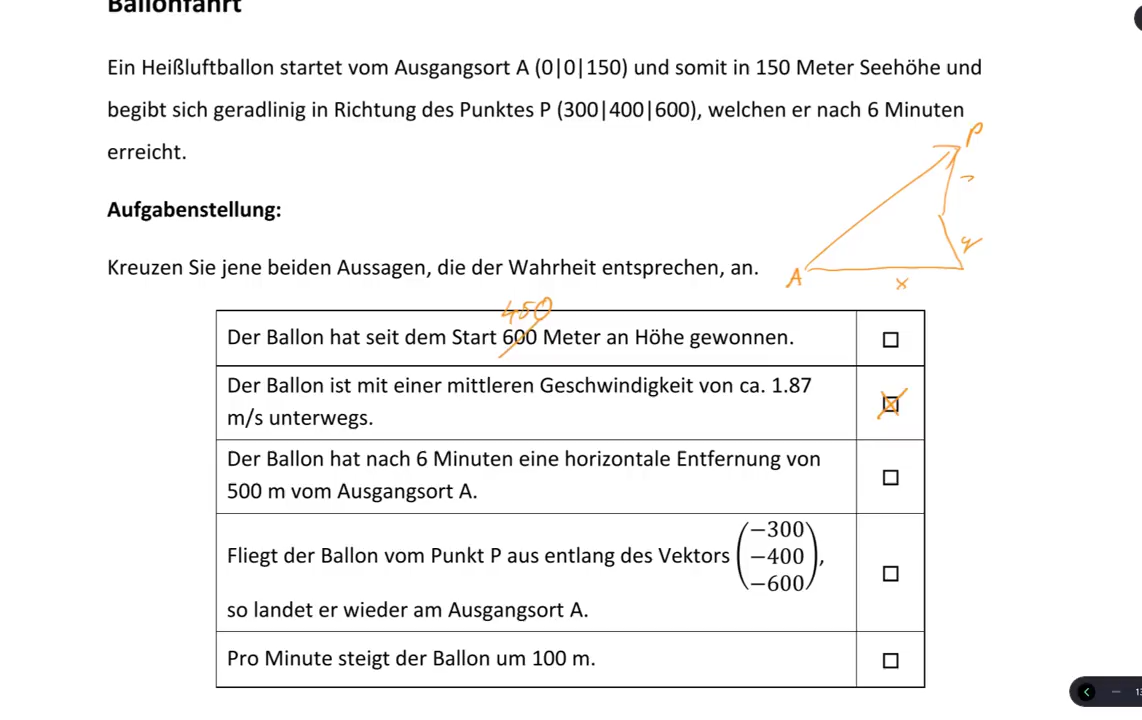 Ballonfahrt
Ein Heißluftballon startet vom Ausgangsort A (0|0|150) und somit in 150 Meter Seehöhe und
begibt sich geradlinig in Richtung des Punktes P (300|400|600), welchen er nach 6 Minuten
erreicht.
P
Aufgabenstellung:
Kreuzen Sie jene beiden Aussagen, die der Wahrheit entsprechen, an.
A
x
450
Der Ballon hat seit dem Start 600 Meter an Höhe gewonnen. ☐
Der Ballon ist mit einer mittleren Geschwindigkeit von ca. 1.87
m/s unterwegs.
Der Ballon hat nach 6 Minuten eine horizontale Entfernung von
500 m vom Ausgangsort A.
−300
Fliegt der Ballon vom Punkt P aus entlang des Vektors −400 ,
−600
so landet er wieder am Ausgangsort A.
Pro Minute steigt der Ballon um 100 m.